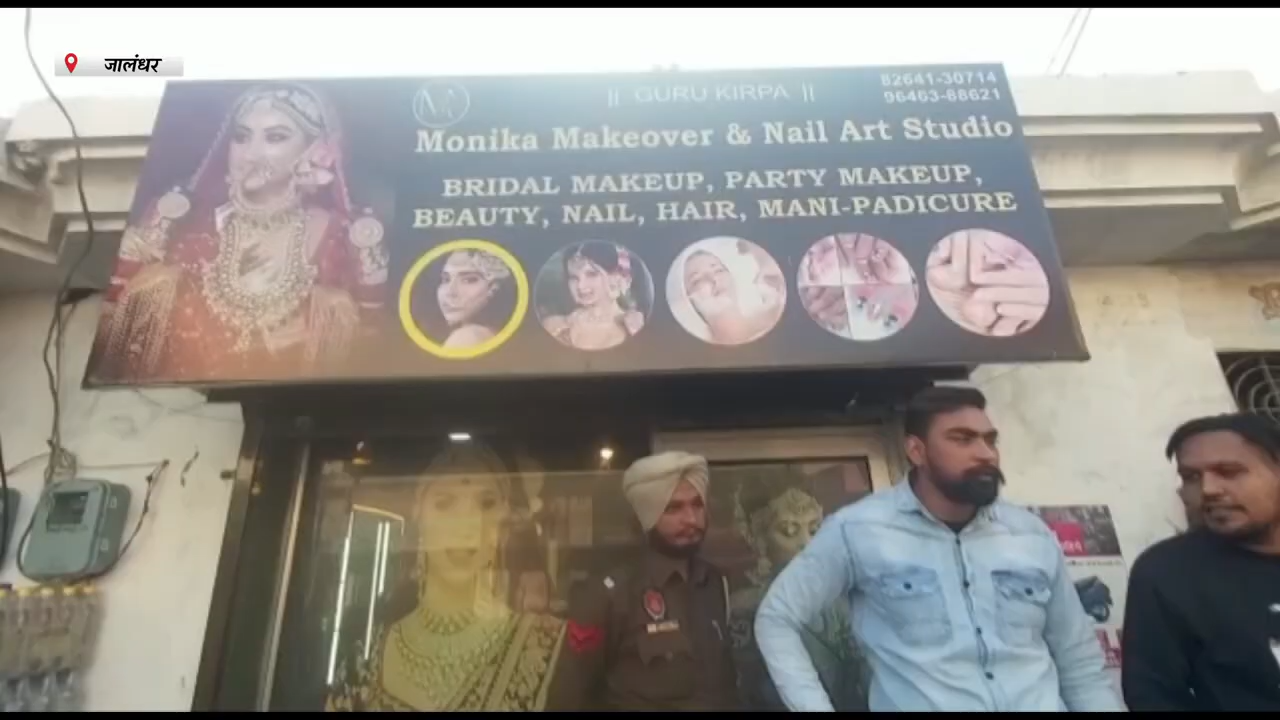 जालंधर
|| GURU KIRPA ||
82641-30714
96463-88621
Monika Makeover & Nail Art Studio
BRIDAL MAKEUP, PARTY MAKEUP,
BEAUTY, NAIL, HAIR, MANI-PADICURE